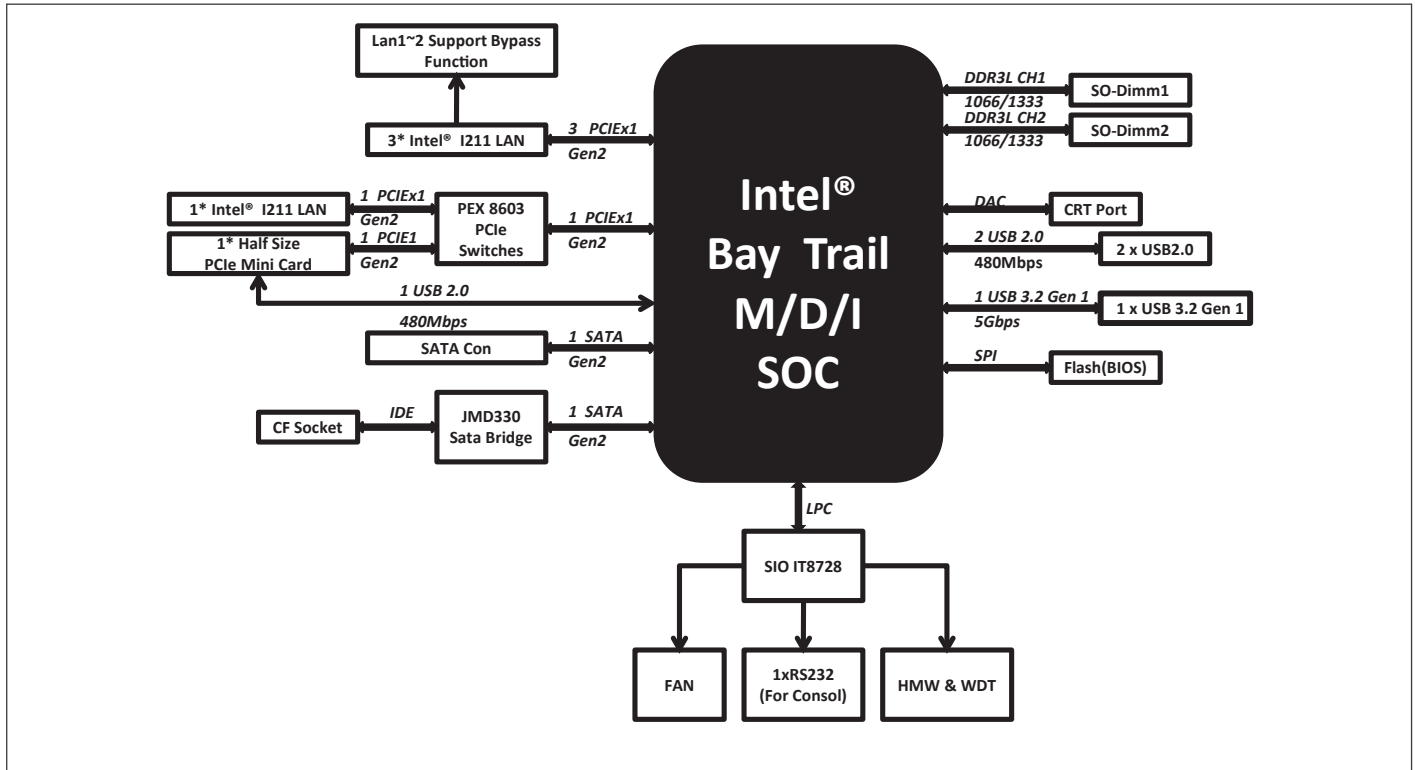 Lan1~2 Support Bypass
Function
3* Intel® I211 LAN
3 PCIEx1
Gen2
1* Intel® I211 LAN
1 PCIEx1
Gen2
1* Half Size
PCIe Mini Card
1 PCIE1
Gen2
PEX 8603
PCIe
Switches
1 PCIEx1
Gen2
1 USB 2.0
480Mbps
SATA Con
1 SATA
Gen2
CF Socket
IDE
JMD330
Sata Bridge
1 SATA
Gen2
Intel®
Bay Trail
M/D/I
SOC
DDR3L CH1
1066/1333
SO-Dimm1
DDR3L CH2
1066/1333
SO-Dimm2
DAC
CRT Port
2 USB 2.0
480Mbps
2 x USB2.0
1 USB 3.2 Gen 1
5Gbps
1 x USB 3.2 Gen 1
SPI
Flash(BIOS)
LPC
SIO IT8728
FAN
1xRS232
(For Consol)
HMW & WDT